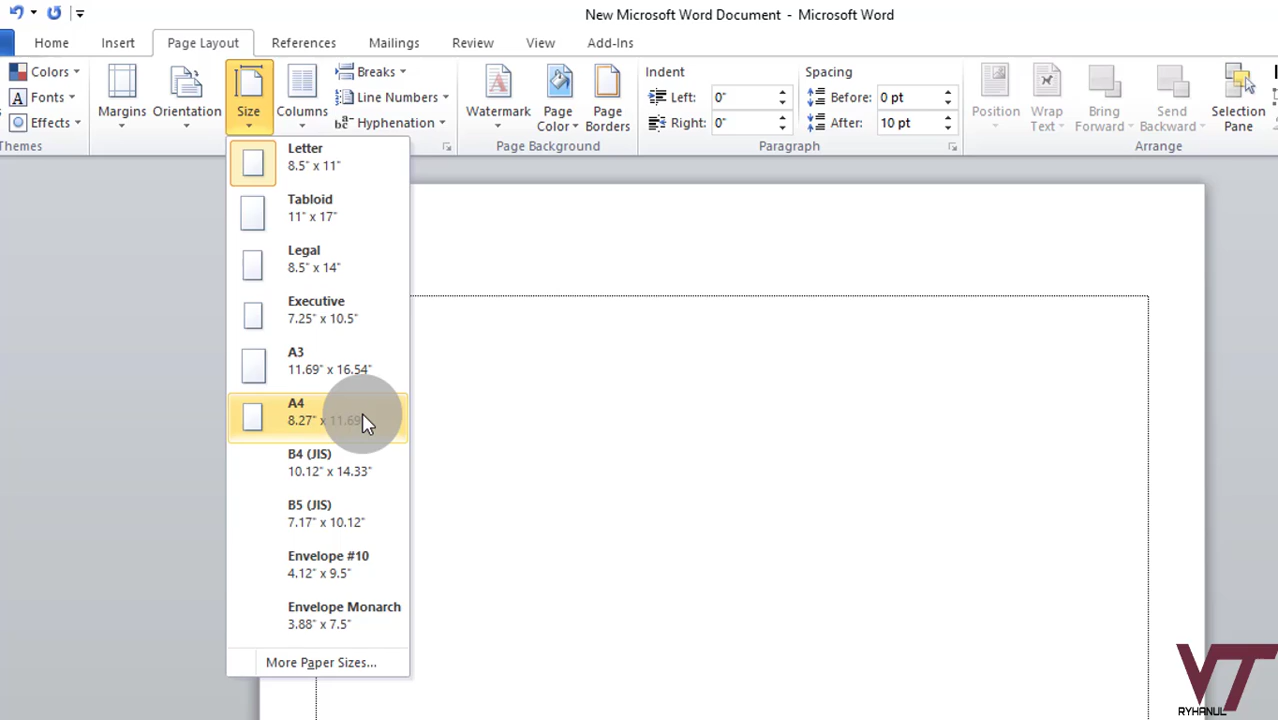 New Microsoft Word Document - Microsoft Word
Home Insert Page Layout References Mailings Review View Add-Ins
Colors
Fonts
Effects
Themes
Margins
Orientation
Size
Columns
Breaks
Line Numbers
Hyphenation
Watermark
Page Color
Page Borders
Page Background
Indent
Left: 0"
Right: 0"
Spacing
Before: 0 pt
After: 10 pt
Paragraph
Position
Wrap Text
Bring Forward
Send Backward
Selection Pane
Arrange
Letter
8.5" x 11"
Tabloid
11" x 17"
Legal
8.5" x 14"
Executive
7.25" x 10.5"
A3
11.69" x 16.54"
A4
8.27" x 11.69"
B4 (JIS)
10.12" x 14.33"
B5 (JIS)
7.17" x 10.12"
Envelope #10
4.12" x 9.5"
Envelope Monarch
3.88" x 7.5"
More Paper Sizes...
VT
RYHANUL